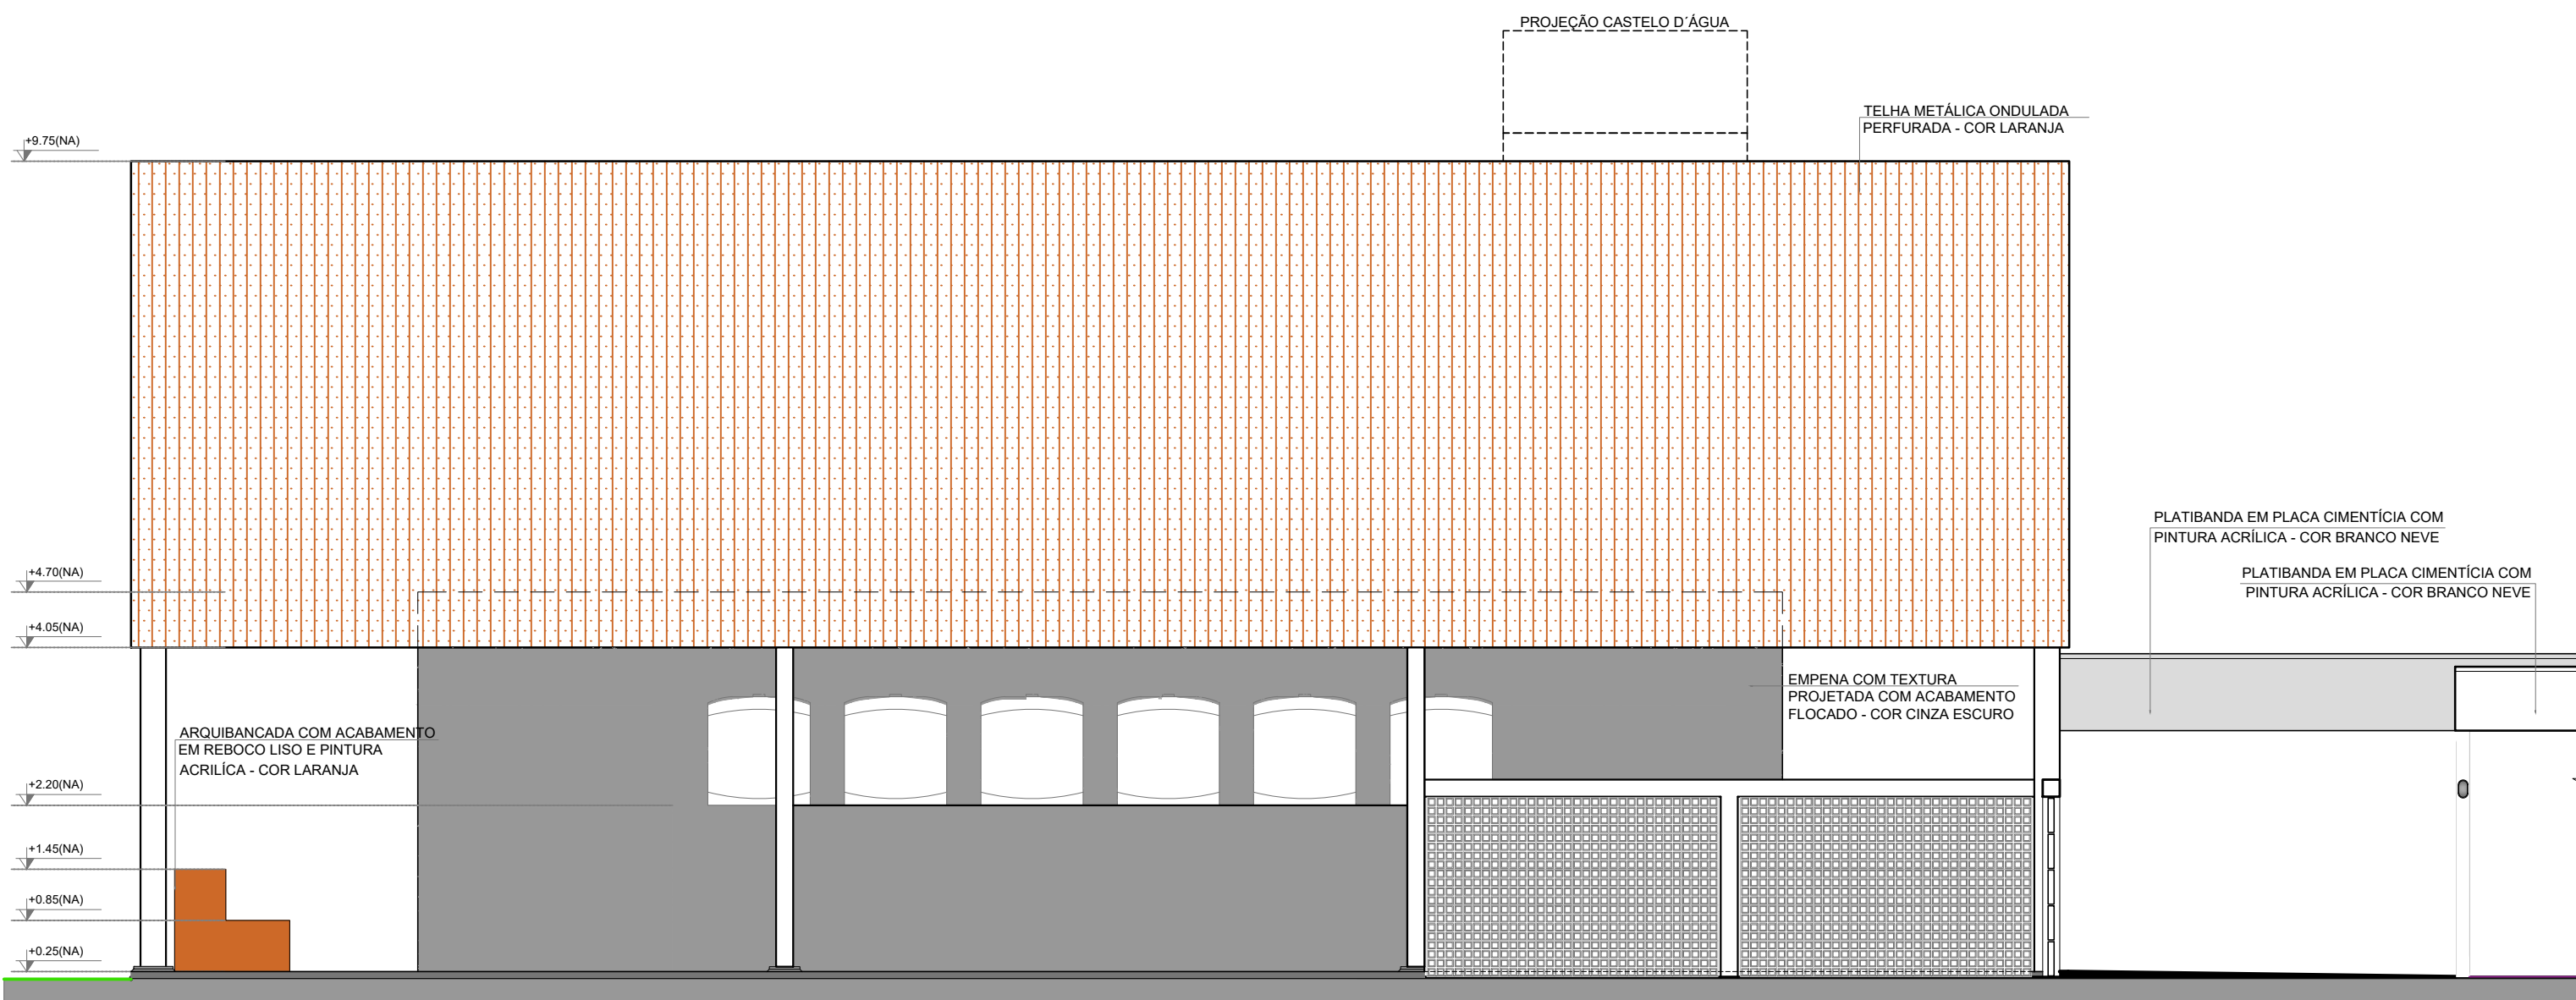 PROJEÇÃO CASTELO D´ÁGUA
TELHA METÁLICA ONDULADA
PERFURADA - COR LARANJA
+9.75(NA)
PLATIBANDA EM PLACA CIMENTÍCIA COM
PINTURA ACRÍLICA - COR BRANCO NEVE
PLATIBANDA EM PLACA CIMENTÍCIA COM
PINTURA ACRÍLICA - COR BRANCO NEVE
+4.70(NA)
+4.05(NA)
EMPENA COM TEXTURA
PROJETADA COM ACABAMENTO
FLOCADO - COR CINZA ESCURO
ARQUIBANCADA COM ACABAMENTO
EM REBOCO LISO E PINTURA
ACRILÍCA - COR LARANJA
+2.20(NA)
+1.45(NA)
+0.85(NA)
+0.25(NA)